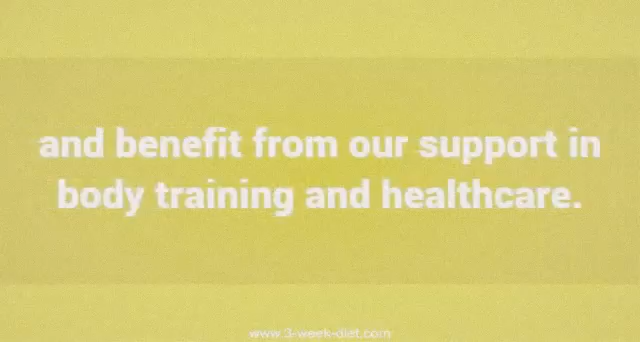 and benefit from our support in
body training and healthcare.
www.3-week-diet.com